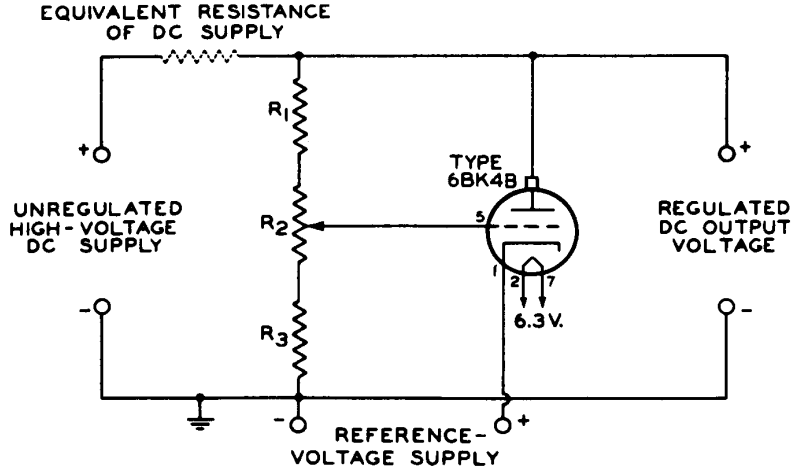 EQUIVALENT RESISTANCE
OF DC SUPPLY
R1
+
TYPE
6BK4B
+
UNREGULATED
HIGH-VOLTAGE
DC SUPPLY
R2
5
REGULATED
DC OUTPUT
VOLTAGE
1
2
7
-
6.3 V.
-
R3
-
+
REFERENCE-
VOLTAGE SUPPLY